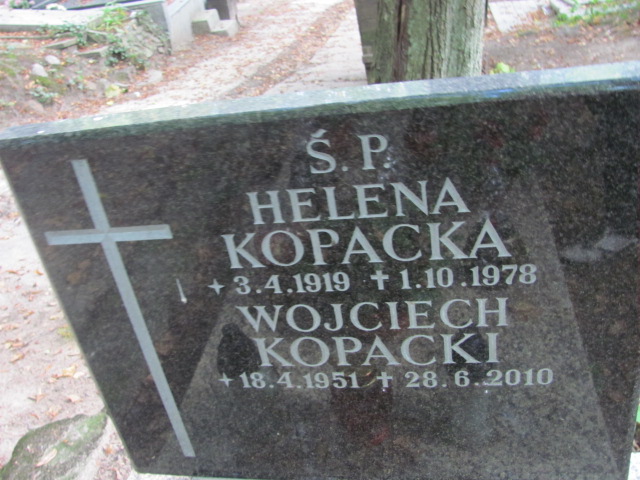 Ś. P.
HELENA
KOPACKA
+ 3.4.1919 ✝ 1.10.1978
WOJCIECH
KOPACKI
+ 18.4.1951 ✝ 28.6.2010